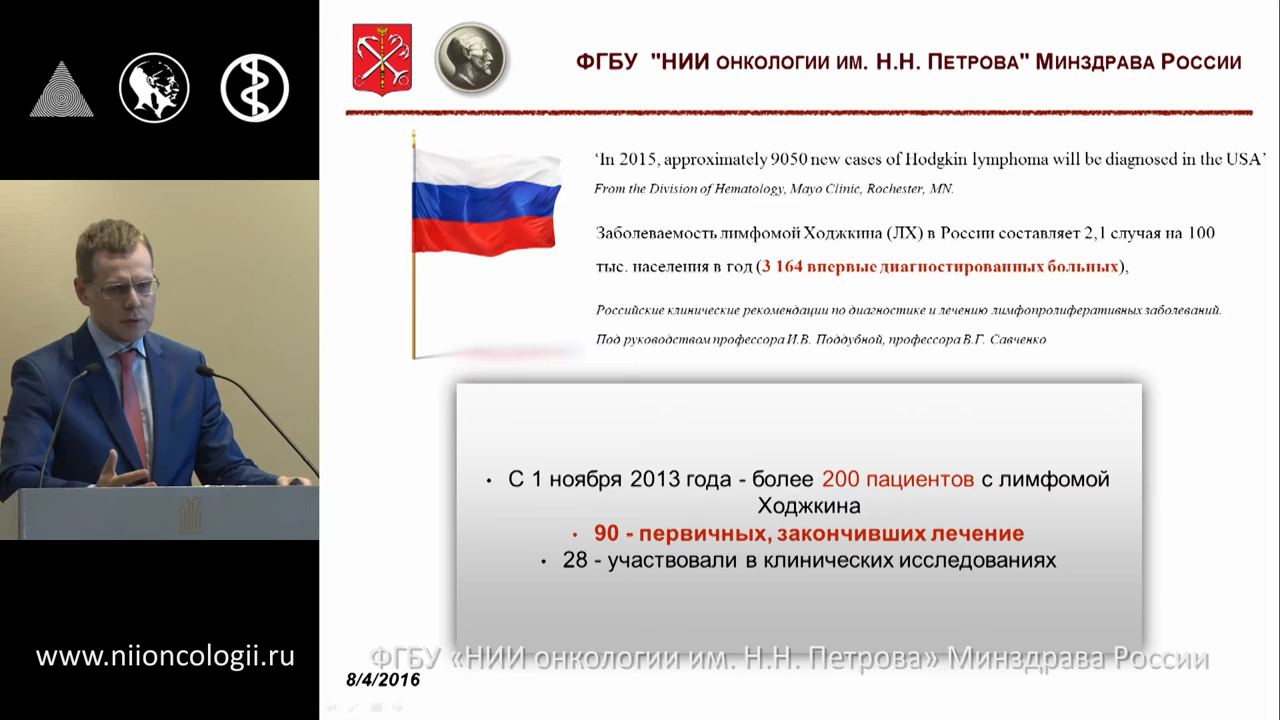 ФГБУ "НИИ ОНКОЛОГИИ ИМ. Н.Н. ПЕТРОВА" МИНЗДРАВА РОССИИ
‘In 2015, approximately 9050 new cases of Hodgkin lymphoma will be diagnosed in the USA’
From the Division of Hematology, Mayo Clinic, Rochester, MN.
Заболеваемость лимфомой Ходжкина (ЛХ) в России составляет 2,1 случая на 100
тыс. населения в год (3 164 впервые диагностированных больных),
Российские клинические рекомендации по диагностике и лечению лимфопролиферативных заболеваний.
Под руководством профессора И.В. Поддубной, профессора В.Г. Савченко
• С 1 ноября 2013 года - более 200 пациентов с лимфомой
Ходжкина
• 90 - первичных, закончивших лечение
• 28 - участвовали в клинических исследованиях
www.niioncologii.ru
ФГБУ «НИИ онкологии им. Н.Н. Петрова» Минздрава России
8/4/2016